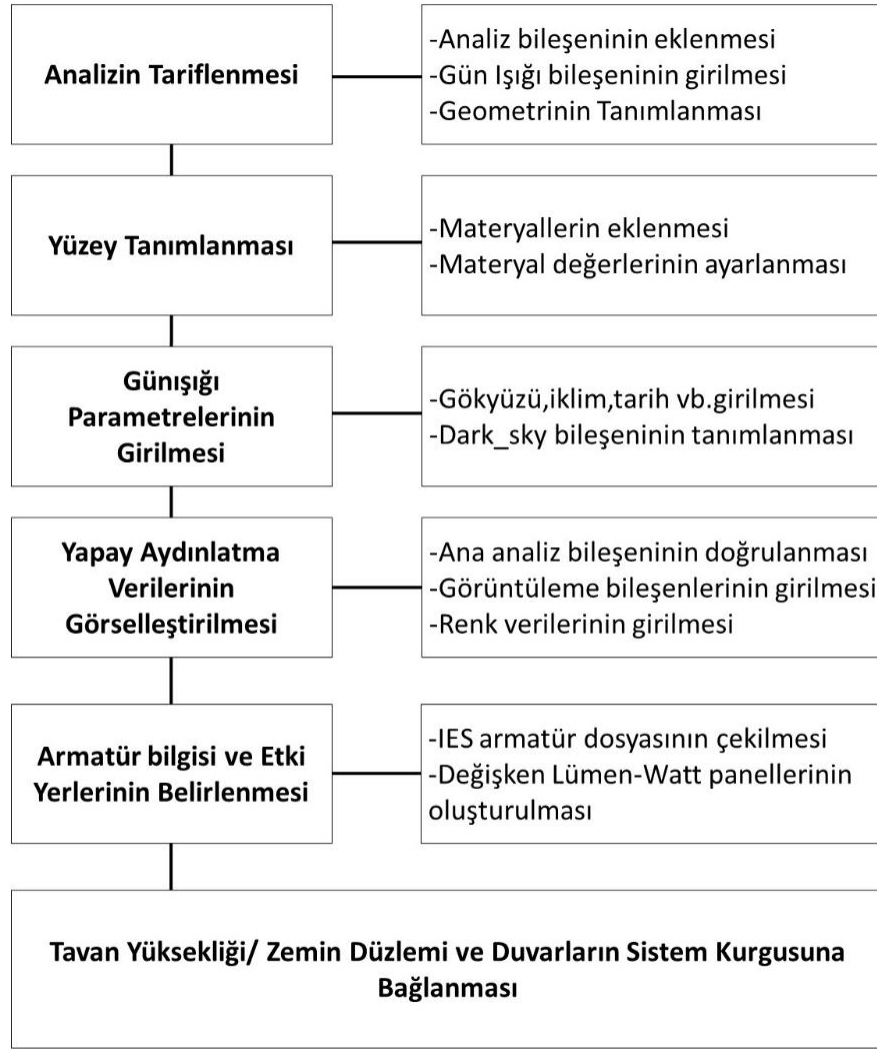 Analizin Tariflenmesi
-Analiz bileşeninin eklenmesi
-Gün Işığı bileşeninin girilmesi
-Geometrinin Tanımlanması
Yüzey Tanımlanması
-Materyallerin eklenmesi
-Materyal değerlerinin ayarlanması
Günışığı
Parametrelerinin
Girilmesi
-Gökyüzü,iklim,tarih vb.girilmesi
-Dark_sky bileşeninin tanımlanması
Yapay Aydınlatma
Verilerinin
Görselleştirilmesi
-Ana analiz bileşeninin doğrulanması
-Görüntüleme bileşenlerinin girilmesi
-Renk verilerinin girilmesi
Armatür bilgisi ve Etki
Yerlerinin Belirlenmesi
-IES armatür dosyasının çekilmesi
-Değişken Lümen-Watt panellerinin
oluşturulması
Tavan Yüksekliği/ Zemin Düzlemi ve Duvarların Sistem Kurgusuna
Bağlanması